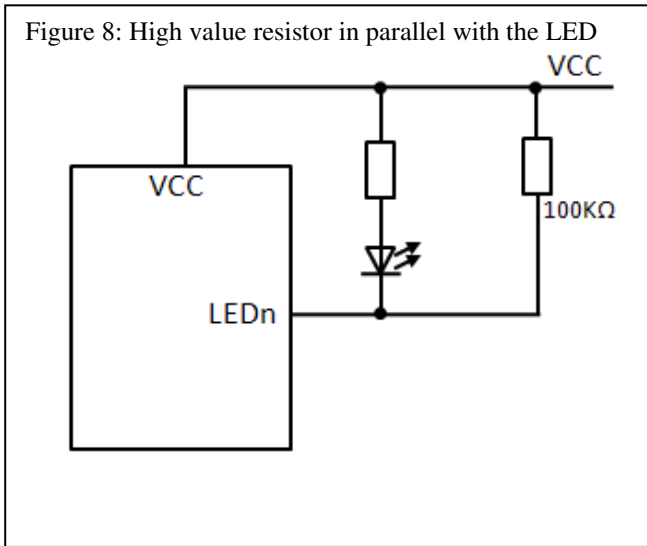 Figure 8: High value resistor in parallel with the LED
VCC
VCC
100KΩ
LEDn